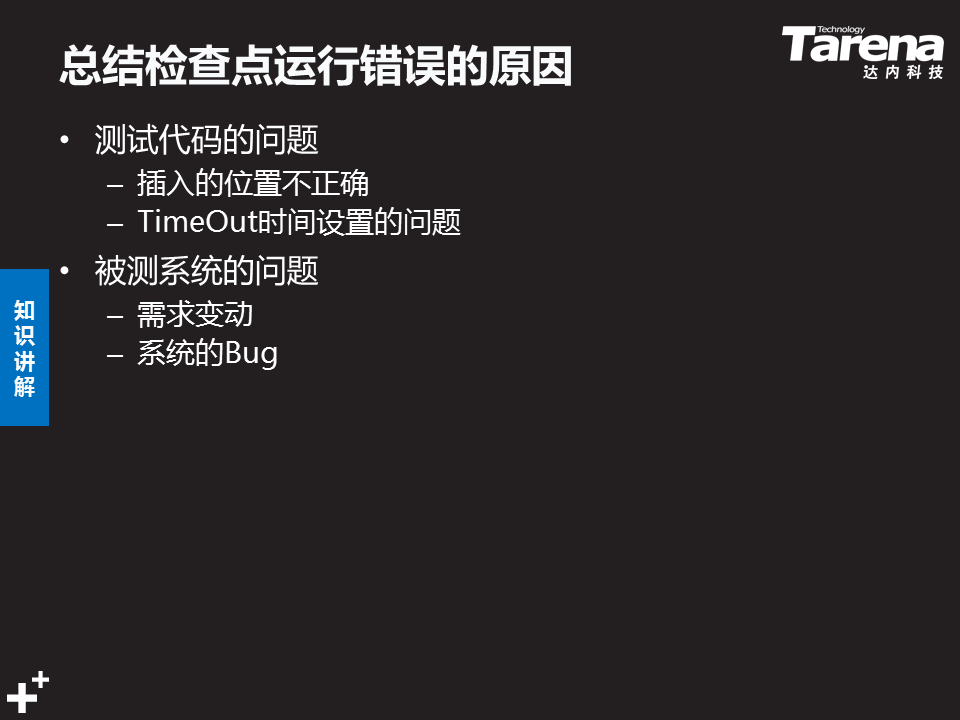 总结检查点运行错误的原因
Technology
Tarena
达内科技
• 测试代码的问题
– 插入的位置不正确
– TimeOut时间设置的问题
• 被测系统的问题
– 需求变动
– 系统的Bug
知
识
讲
解